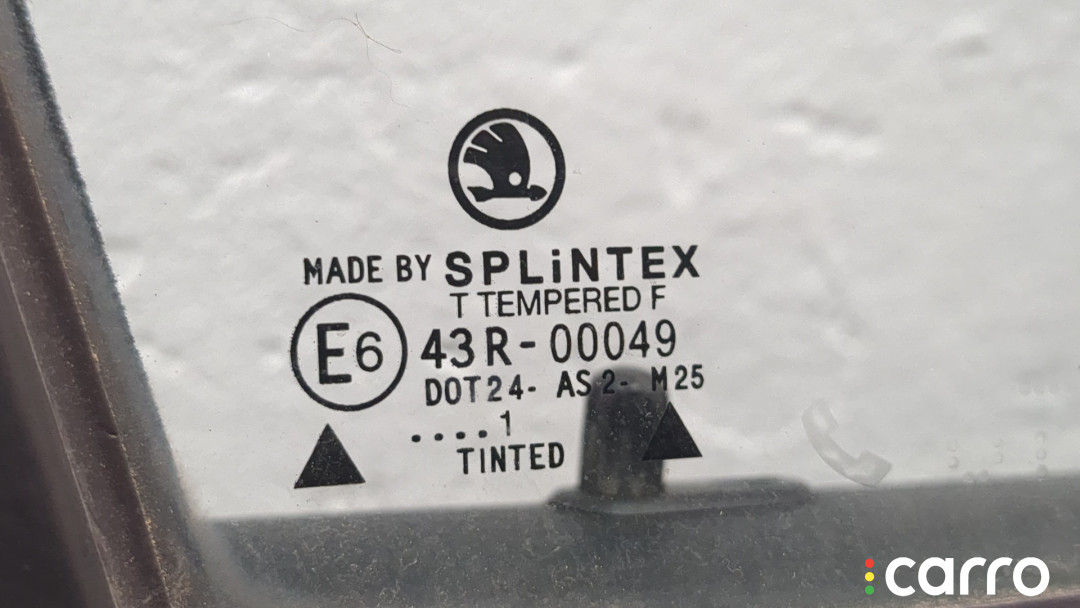 MADE BY SPLiNTEX
T TEMPERED F
E6 43R-00049
DOT24- AS2- M25
....1
TINTED
carro